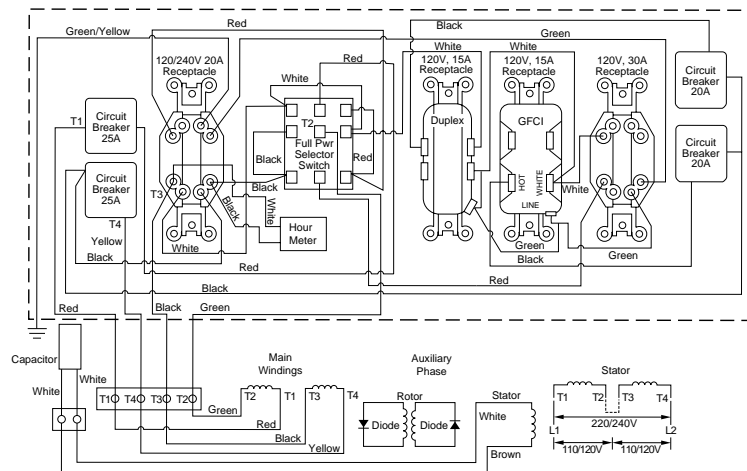 Red
Black
Green/Yellow
Green
120/240V 20A
Receptacle
Red
White
120V, 15A
Receptacle
White
120V, 15A
Receptacle
120V, 30A
Receptacle
Circuit
Breaker
20A
White
T1
Circuit
Breaker
25A
T2
Full Pwr
Selector
Switch
Duplex
GFCI
Circuit
Breaker
20A
Black
Red
Circuit
Breaker
25A
T3
Black
HOT
WHITE
White
LINE
T4
Black
White
Hour
Meter
Yellow
White
Green
Black
Black
Green
Red
Red
Black
Red
Black
Green
Capacitor
White
White
Main
Windings
Auxiliary
Phase
Stator
T1
T4
T3
T2
T2
T1
T3
T4
Rotor
Stator
T1
T2
T3
T4
Green
Diode
Diode
White
220/240V
L1
L2
Red
Black
Yellow
Brown
110/120V
110/120V